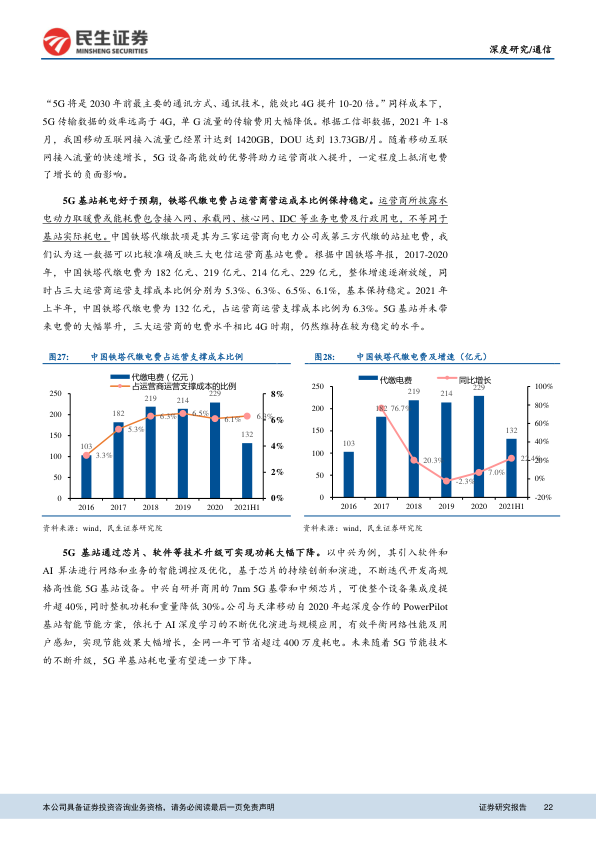 民生证券
MINSHENG SECURITIES
深度研究/通信
“5G 将是 2030 年前最主要的通讯方式、通讯技术，能效比 4G 提升 10-20 倍。”同样成本下，
5G 传输数据的效率远高于 4G，单 G 流量的传输费用大幅降低。根据工信部数据，2021 年 1-8
月，我国移动互联网接入流量已经累计达到 1420GB，DOU 达到 13.73GB/月。随着移动互联
网接入流量的快速增长，5G 设备高能效的优势将助力运营商收入提升，一定程度上抵消电费
了增长的负面影响。
5G 基站耗电好于预期，铁塔代缴电费占运营商营运成本比例保持稳定。运营商所披露水
电动力取暖费或能耗费包含接入网、承载网、核心网、IDC 等业务电费及行政用电，不等同于
基站实际耗电。中国铁塔代缴款项是其为三家运营商向电力公司或第三方代缴的站址电费，我
们认为这一数据可以比较准确反映三大电信运营商基站电费。根据中国铁塔年报，2017-2020
年，中国铁塔代缴电费为 182 亿元、219 亿元、214 亿元、229 亿元，整体增速逐渐放缓，同
时占三大运营商运营支撑成本比例分别为 5.3%、6.3%、6.5%、6.1%，基本保持稳定。2021 年
上半年，中国铁塔代缴电费为 132 亿元，占运营商运营支撑成本比例为 6.3%。5G 基站并未带
来电费的大幅攀升，三大运营商的电费水平相比 4G 时期，仍然维持在较为稳定的水平。
图27: 中国铁塔代缴电费占运营支撑成本比例
代缴电费（亿元）
占运营商运营支撑成本的比例
250
200
150
100
50
0
8%
6%
4%
2%
0%
103
182
219
214
229
132
3.3%
5.3%
6.3%
6.5%
6.1%
6.3%
2016 2017 2018 2019 2020 2021H1
资料来源：wind，民生证券研究院
图28: 中国铁塔代缴电费及增速（亿元）
代缴电费 同比增长
250
200
150
100
50
0
100%
80%
60%
40%
20%
0%
-20%
103
182
219
214
229
132
76.7%
20.3%
-2.3%
7.0%
2016 2017 2018 2019 2020 2021H1
资料来源：wind，民生证券研究院
5G 基站通过芯片、软件等技术升级可实现功耗大幅下降。以中兴为例，其引入软件和
AI 算法进行网络和业务的智能调控及优化，基于芯片的持续创新和演进，不断迭代开发高规
格高性能 5G 基站设备。中兴自研并商用的 7nm 5G 基带和中频芯片，可使整个设备集成度提
升超 40%，同时整机功耗和重量降低 30%。公司与天津移动自 2020 年起深度合作的 PowerPilot
基站智能节能方案，依托于 AI 深度学习的不断优化演进与规模应用，有效平衡网络性能及用
户感知，实现节能效果大幅增长，全网一年可节省超过 400 万度耗电。未来随着 5G 节能技术
的不断升级，5G 单基站耗电量有望进一步下降。
本公司具备证券投资咨询业务资格，请务必阅读最后一页免责声明
证券研究报告 22